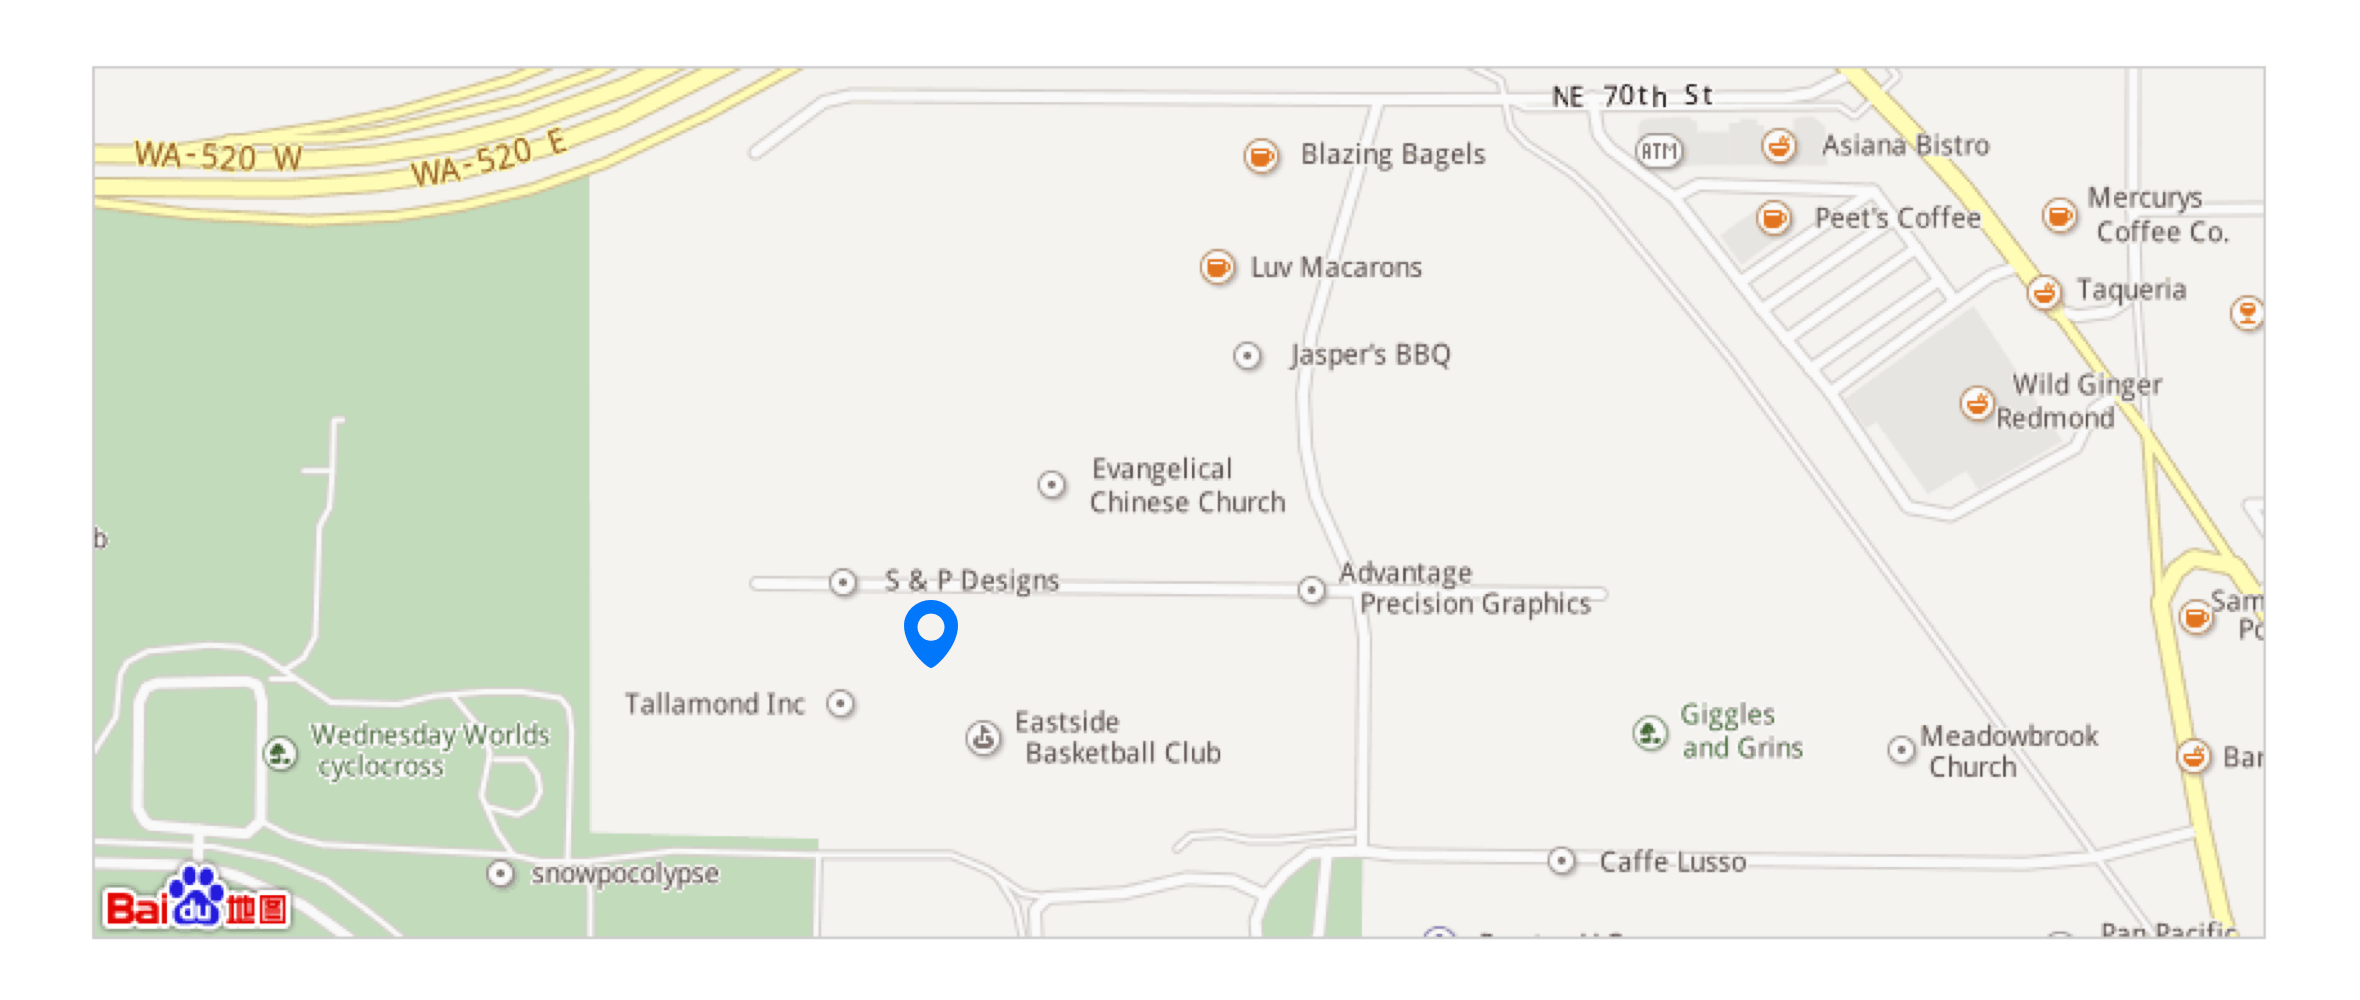 NE 70th St
WA-520 W
WA-520 E
Blazing Bagels
ATM
Asiana Bistro
Peet's Coffee
Mercurys
Coffee Co.
Luv Macarons
Taqueria
Jasper's BBQ
Wild Ginger
Redmond
Evangelical
Chinese Church
b
S & P Designs
Advantage
Precision Graphics
Sam
Po
Tallamond Inc
Eastside
Basketball Club
Giggles
and Grins
Meadowbrook
Church
Bar
Wednesday Worlds
cyclocross
snowpocolypse
Caffe Lusso
Bai du 地图
Pan Pacific